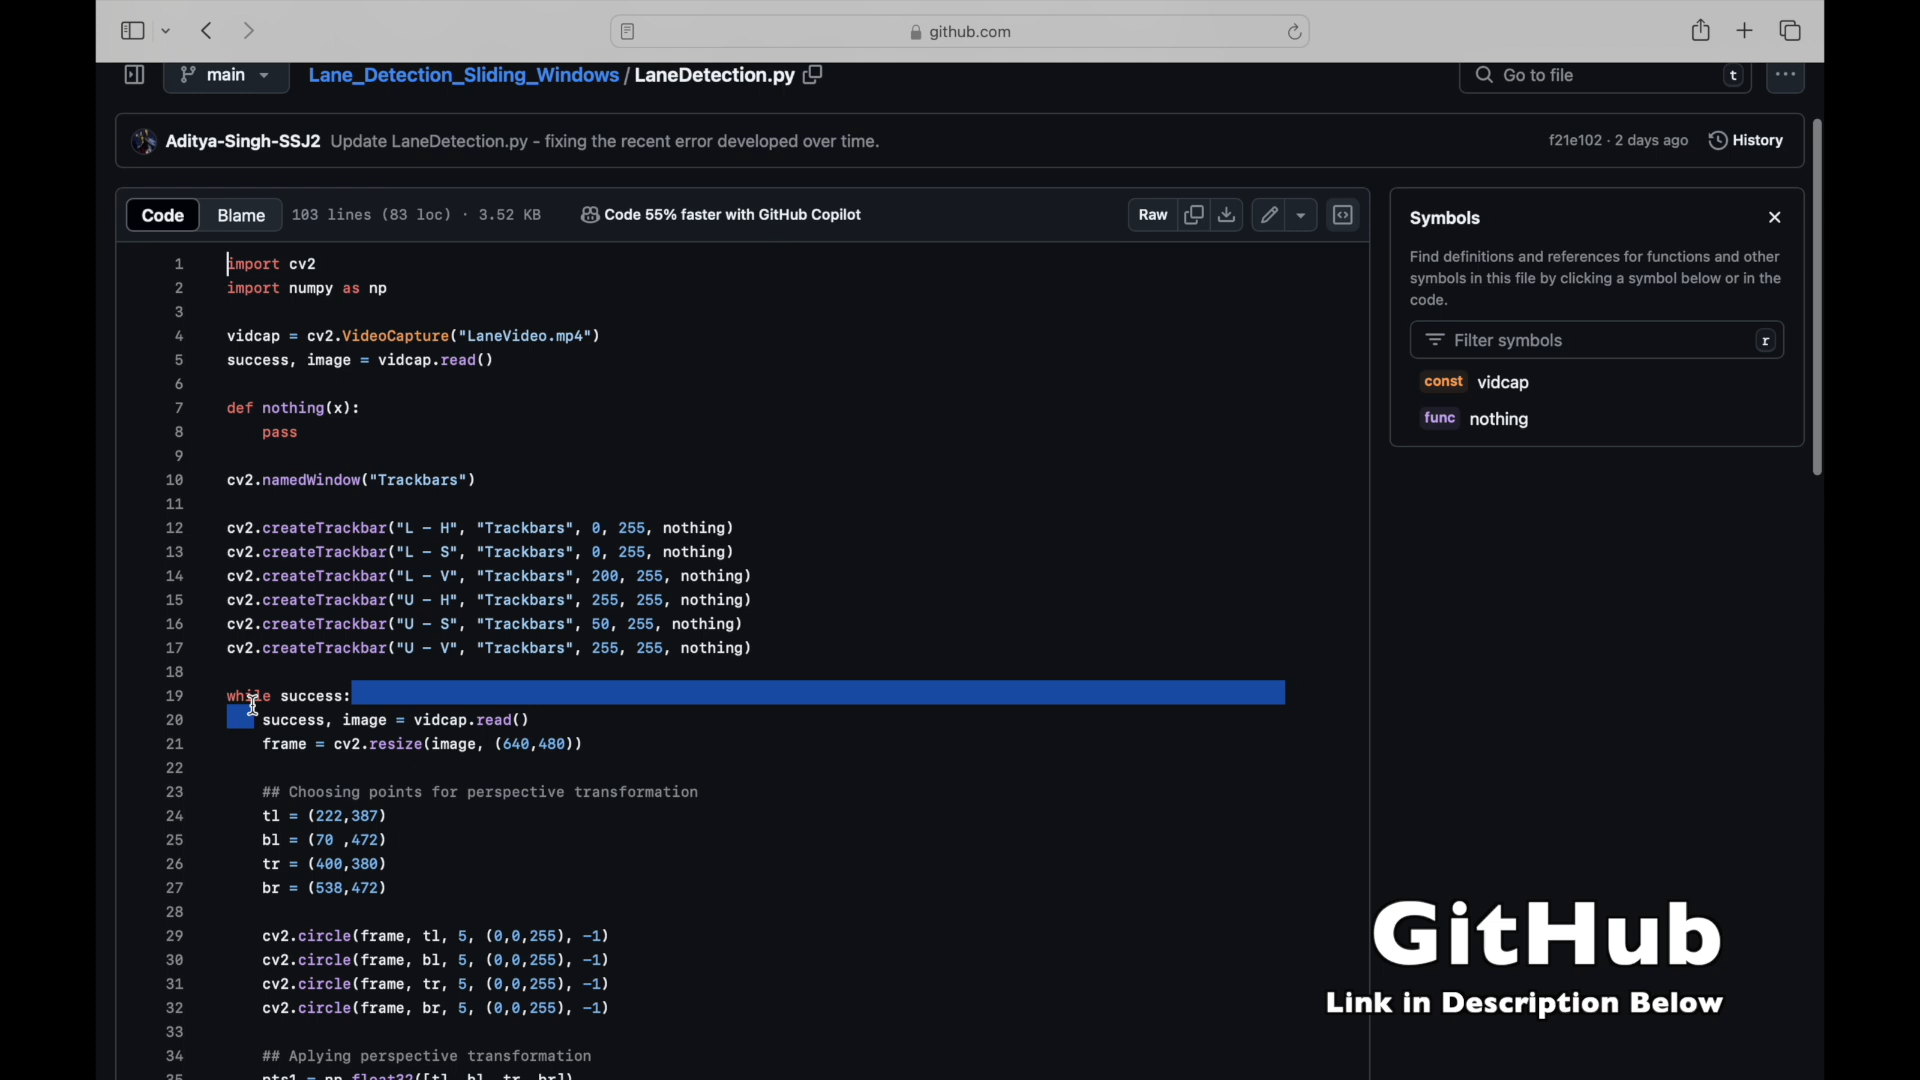 github.com
main
Lane_Detection_Sliding_Windows / LaneDetection.py
Go to file
t
Aditya-Singh-SSJ2 Update LaneDetection.py - fixing the recent error developed over time.
f21e102 · 2 days ago
History
Code
Blame
103 lines (83 loc) · 3.52 KB
Code 55% faster with GitHub Copilot
Raw
Symbols
Find definitions and references for functions and other
symbols in this file by clicking a symbol below or in the
code.
Filter symbols
r
const vidcap
func nothing
1 import cv2
2 import numpy as np
3
4 vidcap = cv2.VideoCapture("LaneVideo.mp4")
5 success, image = vidcap.read()
6
7 def nothing(x):
8     pass
9
10 cv2.namedWindow("Trackbars")
11
12 cv2.createTrackbar("L - H", "Trackbars", 0, 255, nothing)
13 cv2.createTrackbar("L - S", "Trackbars", 0, 255, nothing)
14 cv2.createTrackbar("L - V", "Trackbars", 200, 255, nothing)
15 cv2.createTrackbar("U - H", "Trackbars", 255, 255, nothing)
16 cv2.createTrackbar("U - S", "Trackbars", 50, 255, nothing)
17 cv2.createTrackbar("U - V", "Trackbars", 255, 255, nothing)
18
19 while success:
20     success, image = vidcap.read()
21     frame = cv2.resize(image, (640,480))
22
23     ## Choosing points for perspective transformation
24     tl = (222,387)
25     bl = (70 ,472)
26     tr = (400,380)
27     br = (538,472)
28
29     cv2.circle(frame, tl, 5, (0,0,255), -1)
30     cv2.circle(frame, bl, 5, (0,0,255), -1)
31     cv2.circle(frame, tr, 5, (0,0,255), -1)
32     cv2.circle(frame, br, 5, (0,0,255), -1)
33
34     ## Aplying perspective transformation
35     pts1 = np.float32([tl, bl, tr, br])
GitHub
Link in Description Below